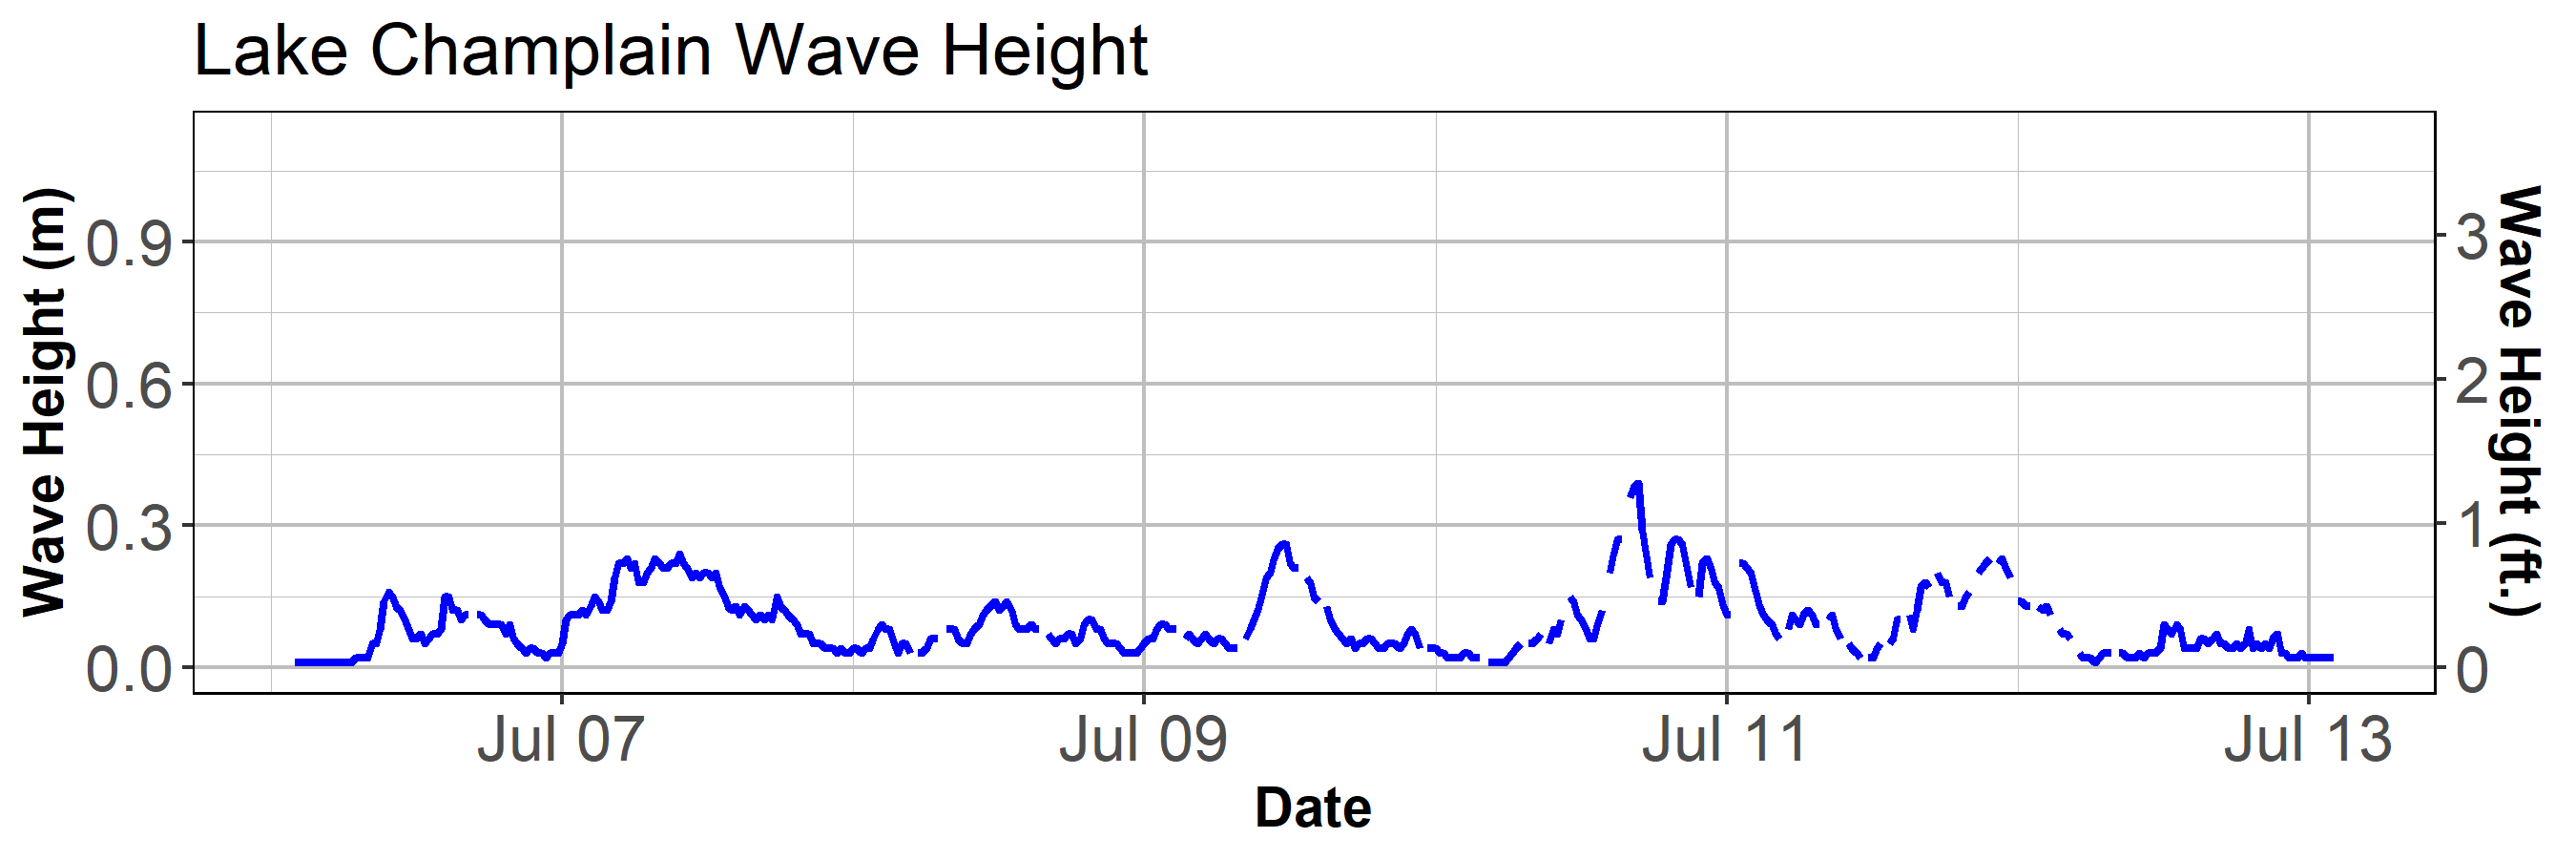 Lake Champlain Wave Height
Wave Height (m)
0.9
0.6
0.3
0.0
3
2
1
0
Wave Height (ft.)
Jul 07
Jul 09
Jul 11
Jul 13
Date